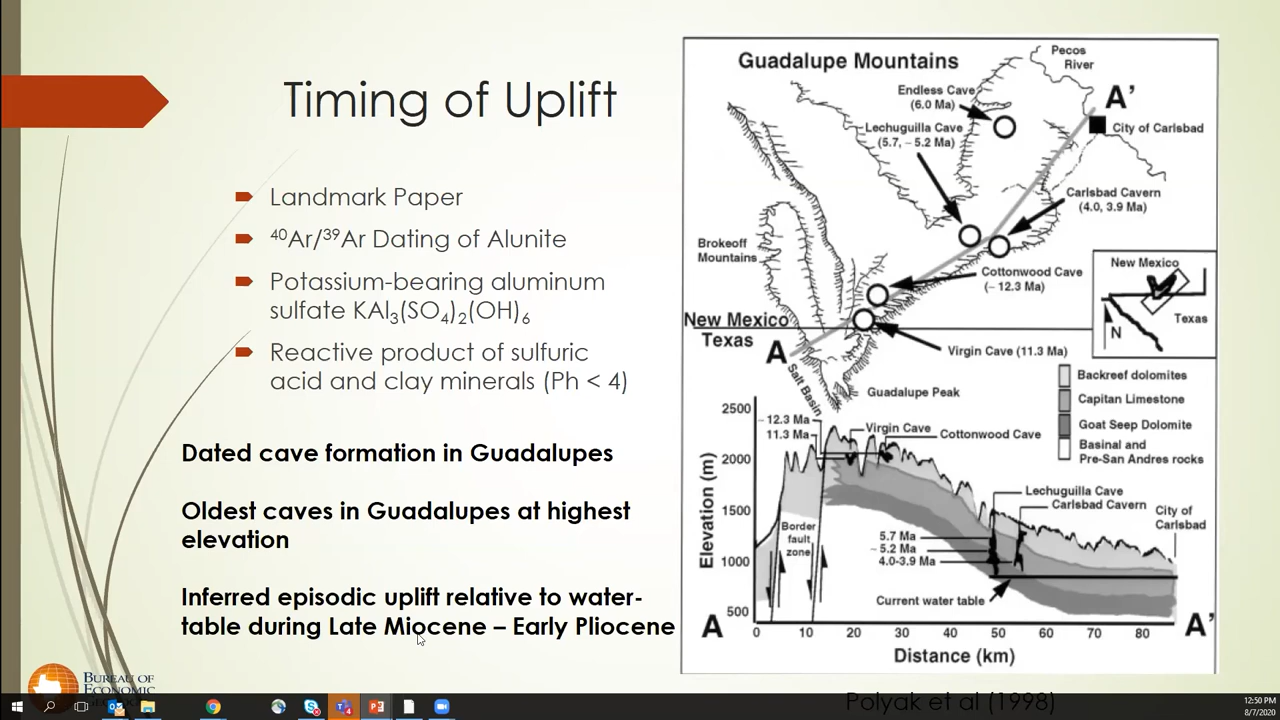 Timing of Uplift
Landmark Paper
⁴⁰Ar/³⁹Ar Dating of Alunite
Potassium-bearing aluminum
sulfate KAl₃(SO₄)₂(OH)₆
Reactive product of sulfuric
acid and clay minerals (Ph < 4)
Dated cave formation in Guadalupes
Oldest caves in Guadalupes at highest
elevation
Inferred episodic uplift relative to water-
table during Late Miocene – Early Pliocene
BUREAU OF
ECONOMIC
Guadalupe Mountains
Pecos
River
Endless Cave
(6.0 Ma)
A'
Lechuguilla Cave
(5.7, ~ 5.2 Ma)
City of Carlsbad
Carlsbad Cavern
(4.0, 3.9 Ma)
Brokeoff
Mountains
Cottonwood Cave
(~ 12.3 Ma)
New Mexico
Texas
N
New Mexico
Texas
A
Virgin Cave (11.3 Ma)
Salt Basin
Guadalupe Peak
Backreef dolomites
Capitan Limestone
Goat Seep Dolomite
Basinal and
Pre-San Andres rocks
Elevation (m)
2500
2000
1500
1000
500
~ 12.3 Ma
11.3 Ma
Virgin Cave
Cottonwood Cave
Lechuguilla Cave
Carlsbad Cavern
City of
Carlsbad
Border
fault
zone
5.7 Ma
~ 5.2 Ma
4.0-3.9 Ma
Current water table
A
A'
0 10 20 30 40 50 60 70 80
Distance (km)
Polyak et al (1998)
12:50 PM
8/7/2020